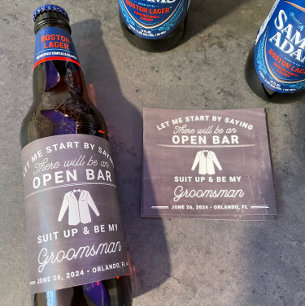 BOSTON LAGER
LET ME START BY SAYING
There will be an
OPEN BAR
SUIT UP & BE MY
Groomsman
JUNE 26, 2024 • ORLANDO, FL
BOSTON LAGER
SAM
ADA
BOSTON LAGER
LET ME START BY SAYING
There will be an
OPEN BAR
SUIT UP & BE MY
Groomsman
JUNE 26, 2024 • ORLANDO, FL